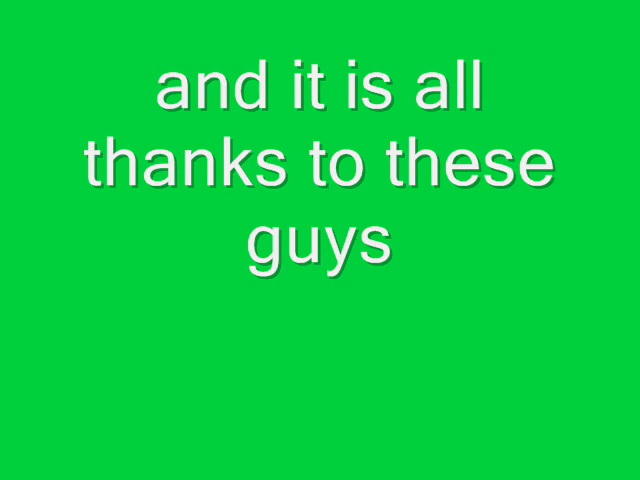 and it is all
thanks to these
guys